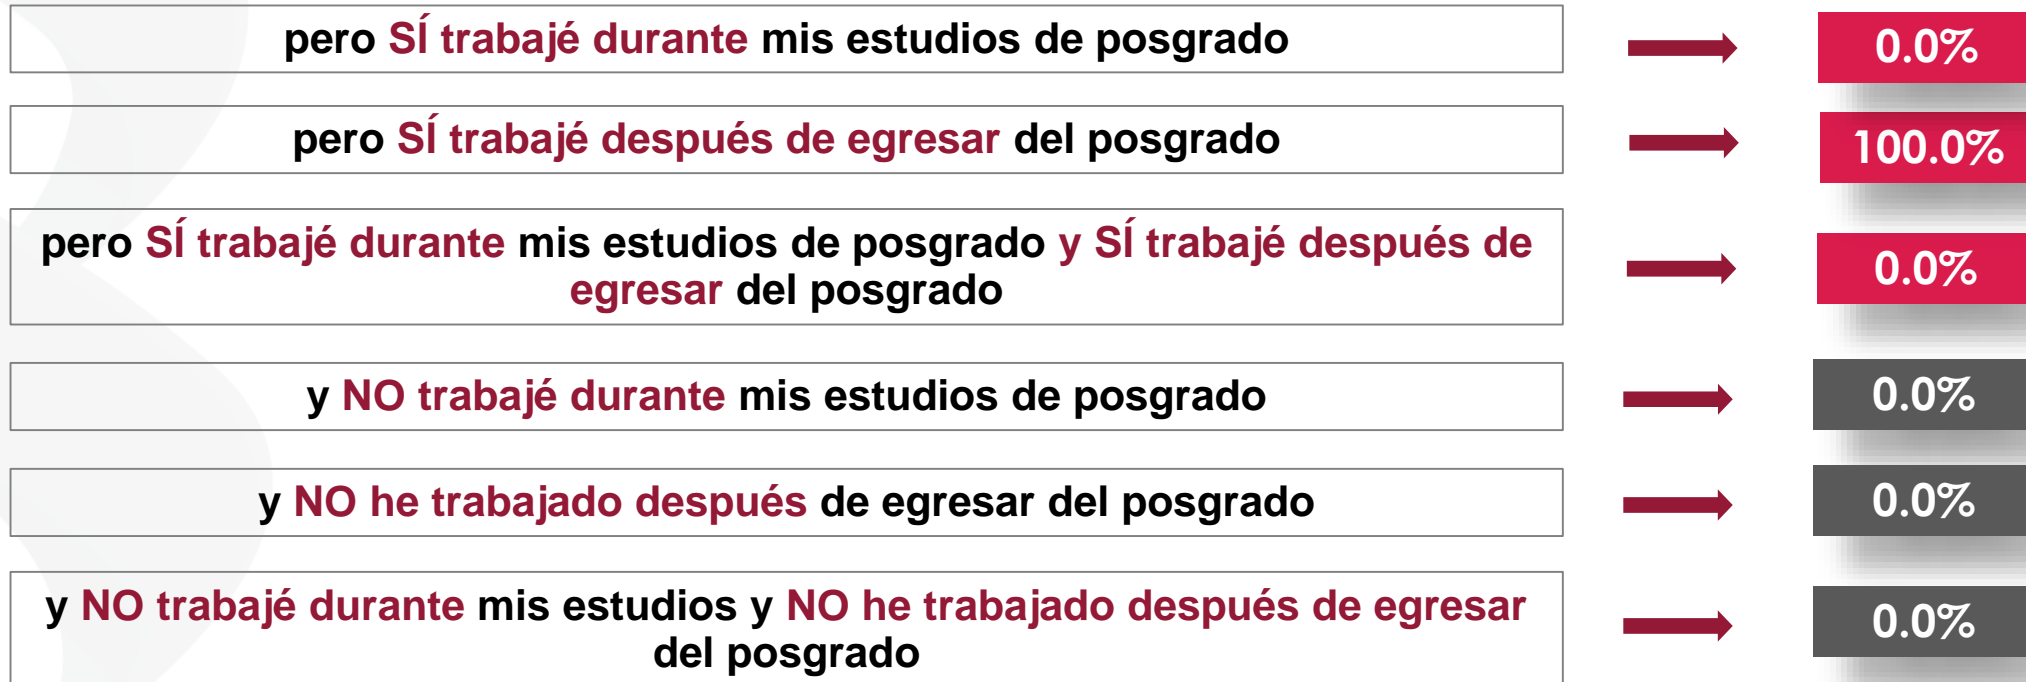 pero SÍ trabajé durante mis estudios de posgrado
0.0%
pero SÍ trabajé después de egresar del posgrado
100.0%
pero SÍ trabajé durante mis estudios de posgrado y SÍ trabajé después de
egresar del posgrado
0.0%
y NO trabajé durante mis estudios de posgrado
0.0%
y NO he trabajado después de egresar del posgrado
0.0%
y NO trabajé durante mis estudios y NO he trabajado después de egresar
del posgrado
0.0%